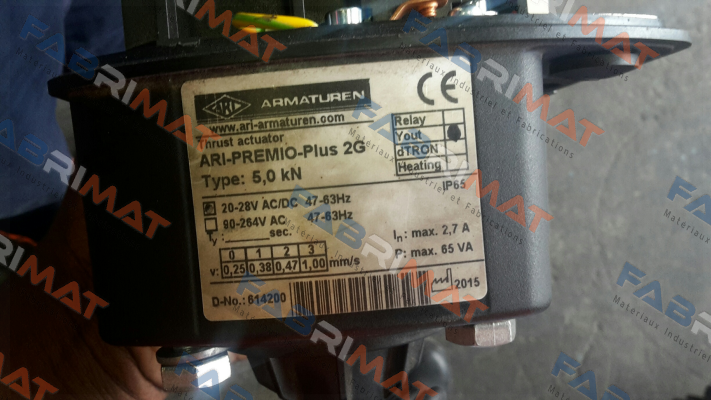 ARI ARMATUREN
www.ari-armaturen.com
Thrust actuator
ARI-PREMIO-Plus 2G
Type: 5,0 kN
Relay
Yout
dTRON
Heating
IP65
20-28V AC/DC 47-63Hz
90-264V AC 47-63Hz
sec.
In: max. 2,7 A
P: max. 65 VA
0 1 2 3
v: 0,25 0,38 0,47 1,00 mm/s
D-No.: 614200
2015
CE
FABRIMAT
Materiaux Industriel et Fabrications